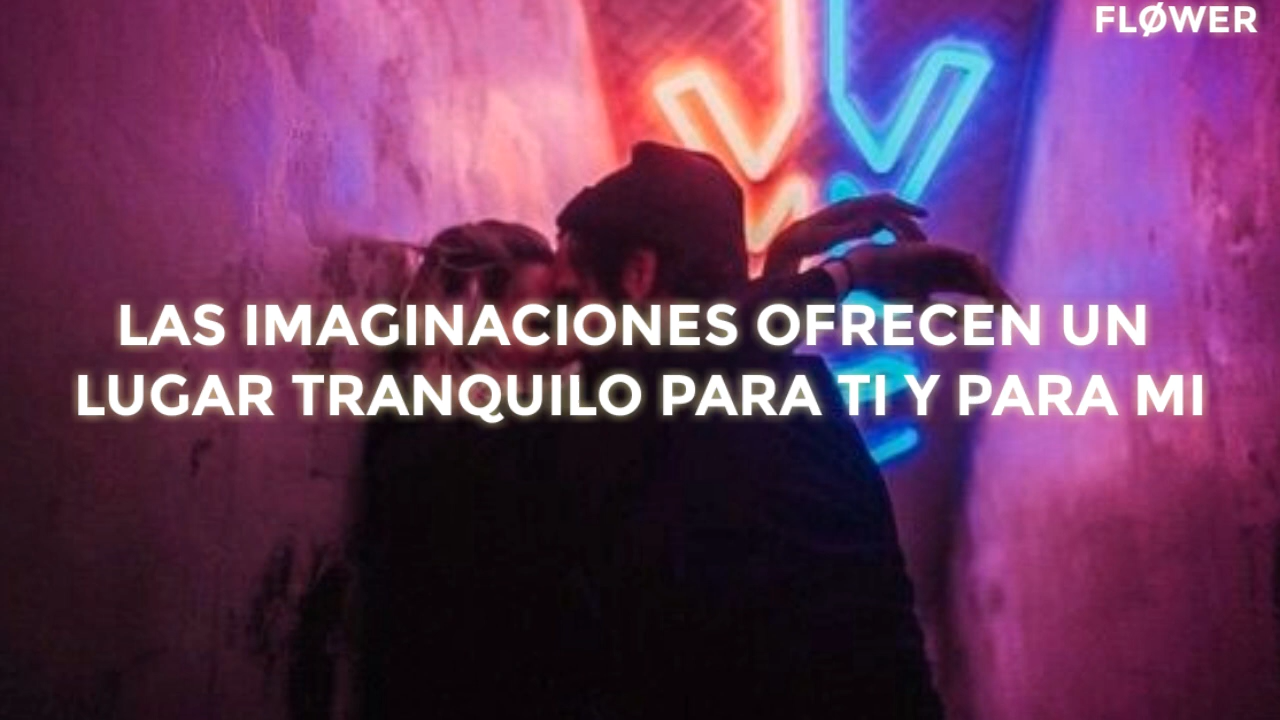 FLØWER
LAS IMAGINACIONES OFRECEN UN
LUGAR TRANQUILO PARA TI Y PARA MI